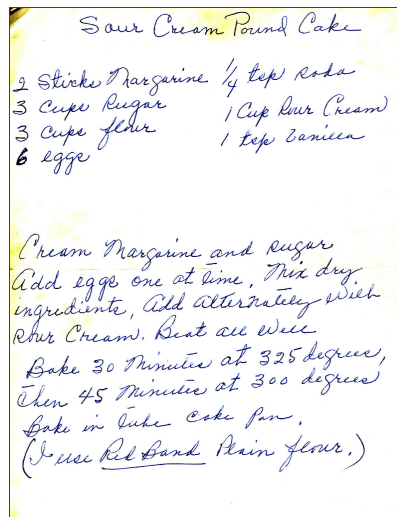 Sour Cream Pound Cake
2 Sticks Margarine 1/4 tsp soda
3 Cups Sugar 1 Cup Sour Cream
3 Cups flour 1 tsp Vanilla
6 eggs
Cream Margarine and sugar
Add eggs one at time, Mix dry
ingredients, Add Alternately with
Sour Cream. Beat all well
Bake 30 Minutes at 325 degrees,
then 45 Minutes at 300 degrees
Bake in tube cake pan.
(I use Red Band Plain flour.)